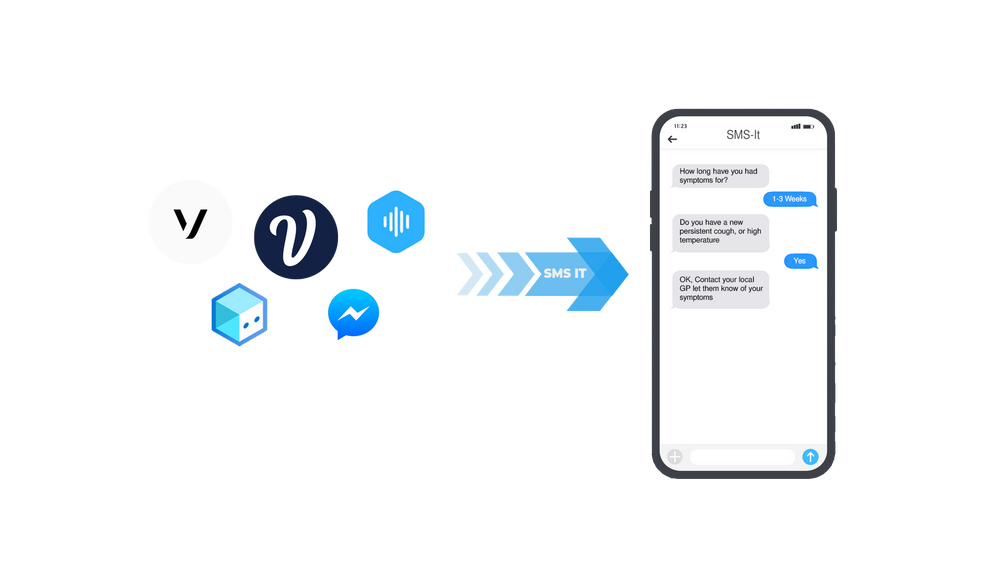 SMS IT
11:23
SMS-It
How long have you had
symptoms for?
1-3 Weeks
Do you have a new
persistent cough, or high
temperature
Yes
OK, Contact your local
GP let them know of your
symptoms